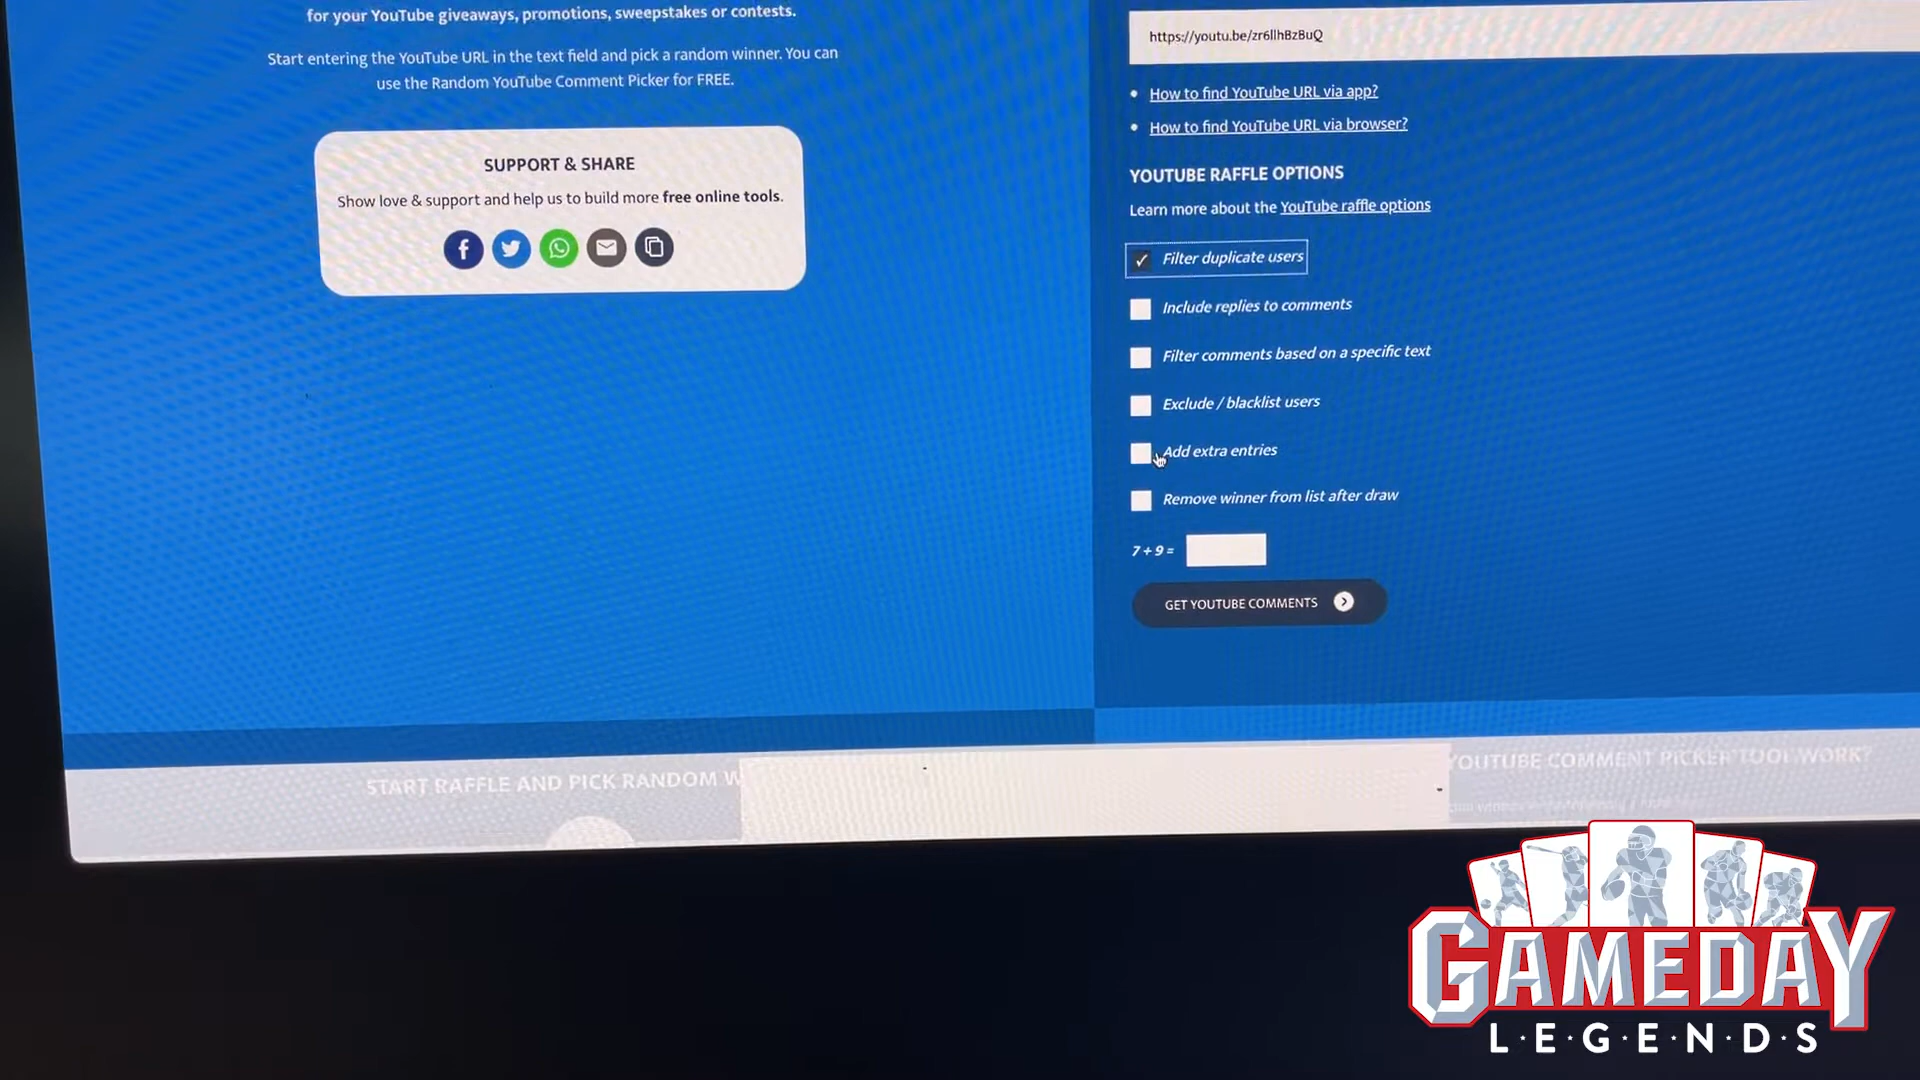 for your YouTube giveaways, promotions, sweepstakes or contests.
Start entering the YouTube URL in the text field and pick a random winner. You can
use the Random YouTube Comment Picker for FREE.
SUPPORT & SHARE
Show love & support and help us to build more free online tools.
https://youtu.be/zr6llhBzBuQ
How to find YouTube URL via app?
How to find YouTube URL via browser?
YOUTUBE RAFFLE OPTIONS
Learn more about the YouTube raffle options
Filter duplicate users
Include replies to comments
Filter comments based on a specific text
Exclude / blacklist users
Add extra entries
Remove winner from list after draw
7 + 9 =
GET YOUTUBE COMMENTS
START RAFFLE AND PICK RANDOM W
YOUTUBE COMMENT PICKER TOOL WORK?
GAMEDAY
L·E·G·E·N·D·S